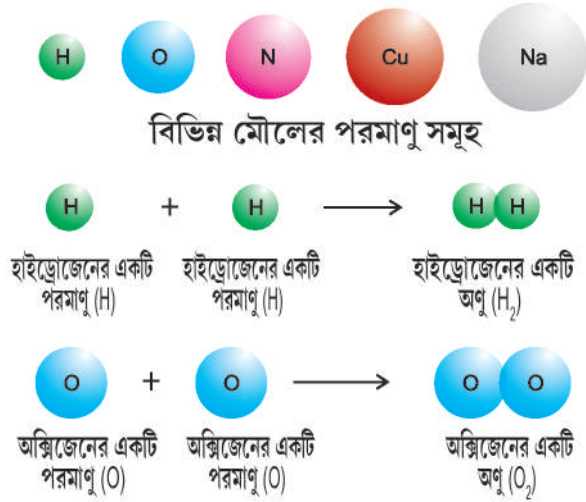 H O N Cu Na
বিভিন্ন মৌলের পরমাণু সমূহ
H + H → H H
হাইড্রোজেনের একটি হাইড্রোজেনের একটি হাইড্রোজেনের একটি
পরমাণু (H) পরমাণু (H) অণু (H₂)
O + O → O O
অক্সিজেনের একটি অক্সিজেনের একটি অক্সিজেনের একটি
পরমাণু (O) পরমাণু (O) অণু (O₂)